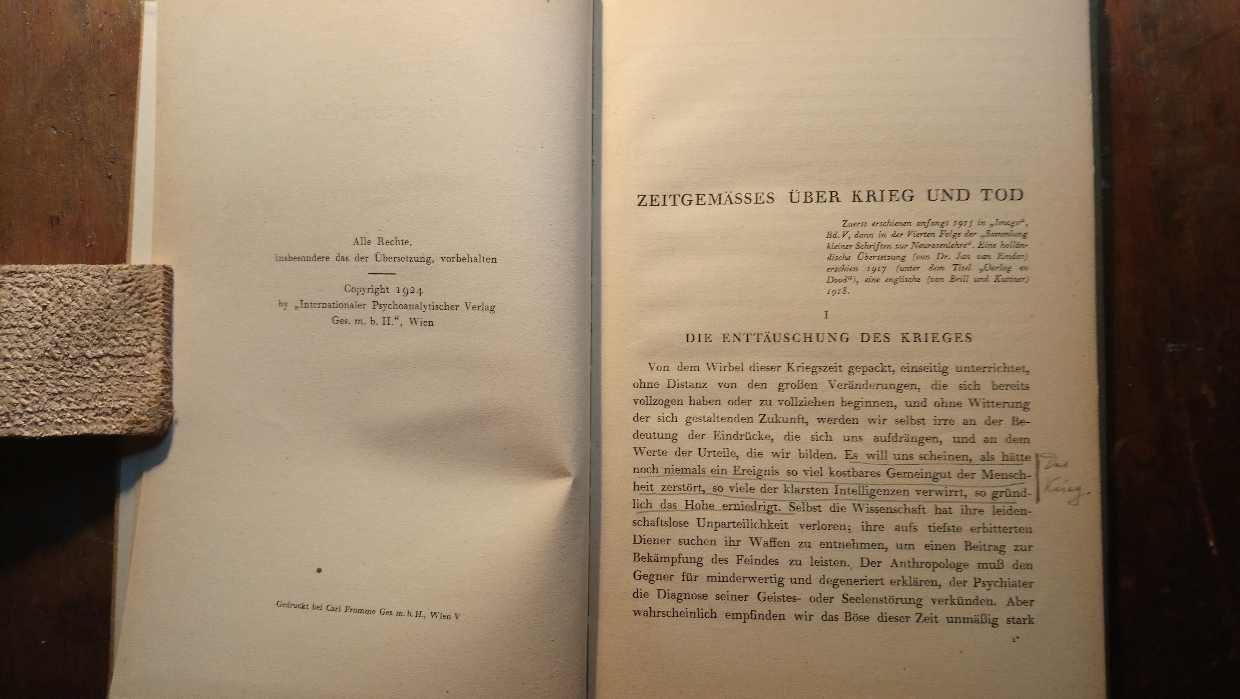 Alle Rechte,
insbesondere das der Übersetzung, vorbehalten
Copyright 1924
by „Internationaler Psychoanalytischer Verlag
Ges. m. b. H.“, Wien
Gedruckt bei Carl Fromme Ges. m. b. H., Wien V
ZEITGEMÄSSES ÜBER KRIEG UND TOD
Zuerst erschienen anfangs 1915 in „Imago“,
Bd. V, dann in der Vierten Folge der „Sammlung
kleiner Schriften zur Neurosenlehre“. Eine hollän-
dische Übersetzung (von Dr. Jan van Emden)
erschien 1917 (unter dem Titel „Oorlog en
Dood“), eine englische (von Brill und Kuttner)
1918.
I
DIE ENTTÄUSCHUNG DES KRIEGES
Von dem Wirbel dieser Kriegszeit gepackt, einseitig unterrichtet,
ohne Distanz von den großen Veränderungen, die sich bereits
vollzogen haben oder zu vollziehen beginnen, und ohne Witterung
der sich gestaltenden Zukunft, werden wir selbst irre an der Be-
deutung der Eindrücke, die sich uns aufdrängen, und an dem
Werte der Urteile, die wir bilden. Es will uns scheinen, als hätte
noch niemals ein Ereignis so viel kostbares Gemeingut der Mensch-
heit zerstört, so viele der klarsten Intelligenzen verwirrt, so gründ-
lich das Hohe erniedrigt. Selbst die Wissenschaft hat ihre leiden-
schaftslose Unparteilichkeit verloren; ihre aufs tiefste erbitterten
Diener suchen ihr Waffen zu entnehmen, um einen Beitrag zur
Bekämpfung des Feindes zu leisten. Der Anthropologe muß den
Gegner für minderwertig und degeneriert erklären, der Psychiater
die Diagnose seiner Geistes- oder Seelenstörung verkünden. Aber
wahrscheinlich empfinden wir das Böse dieser Zeit unmäßig stark
1*
Krieg.